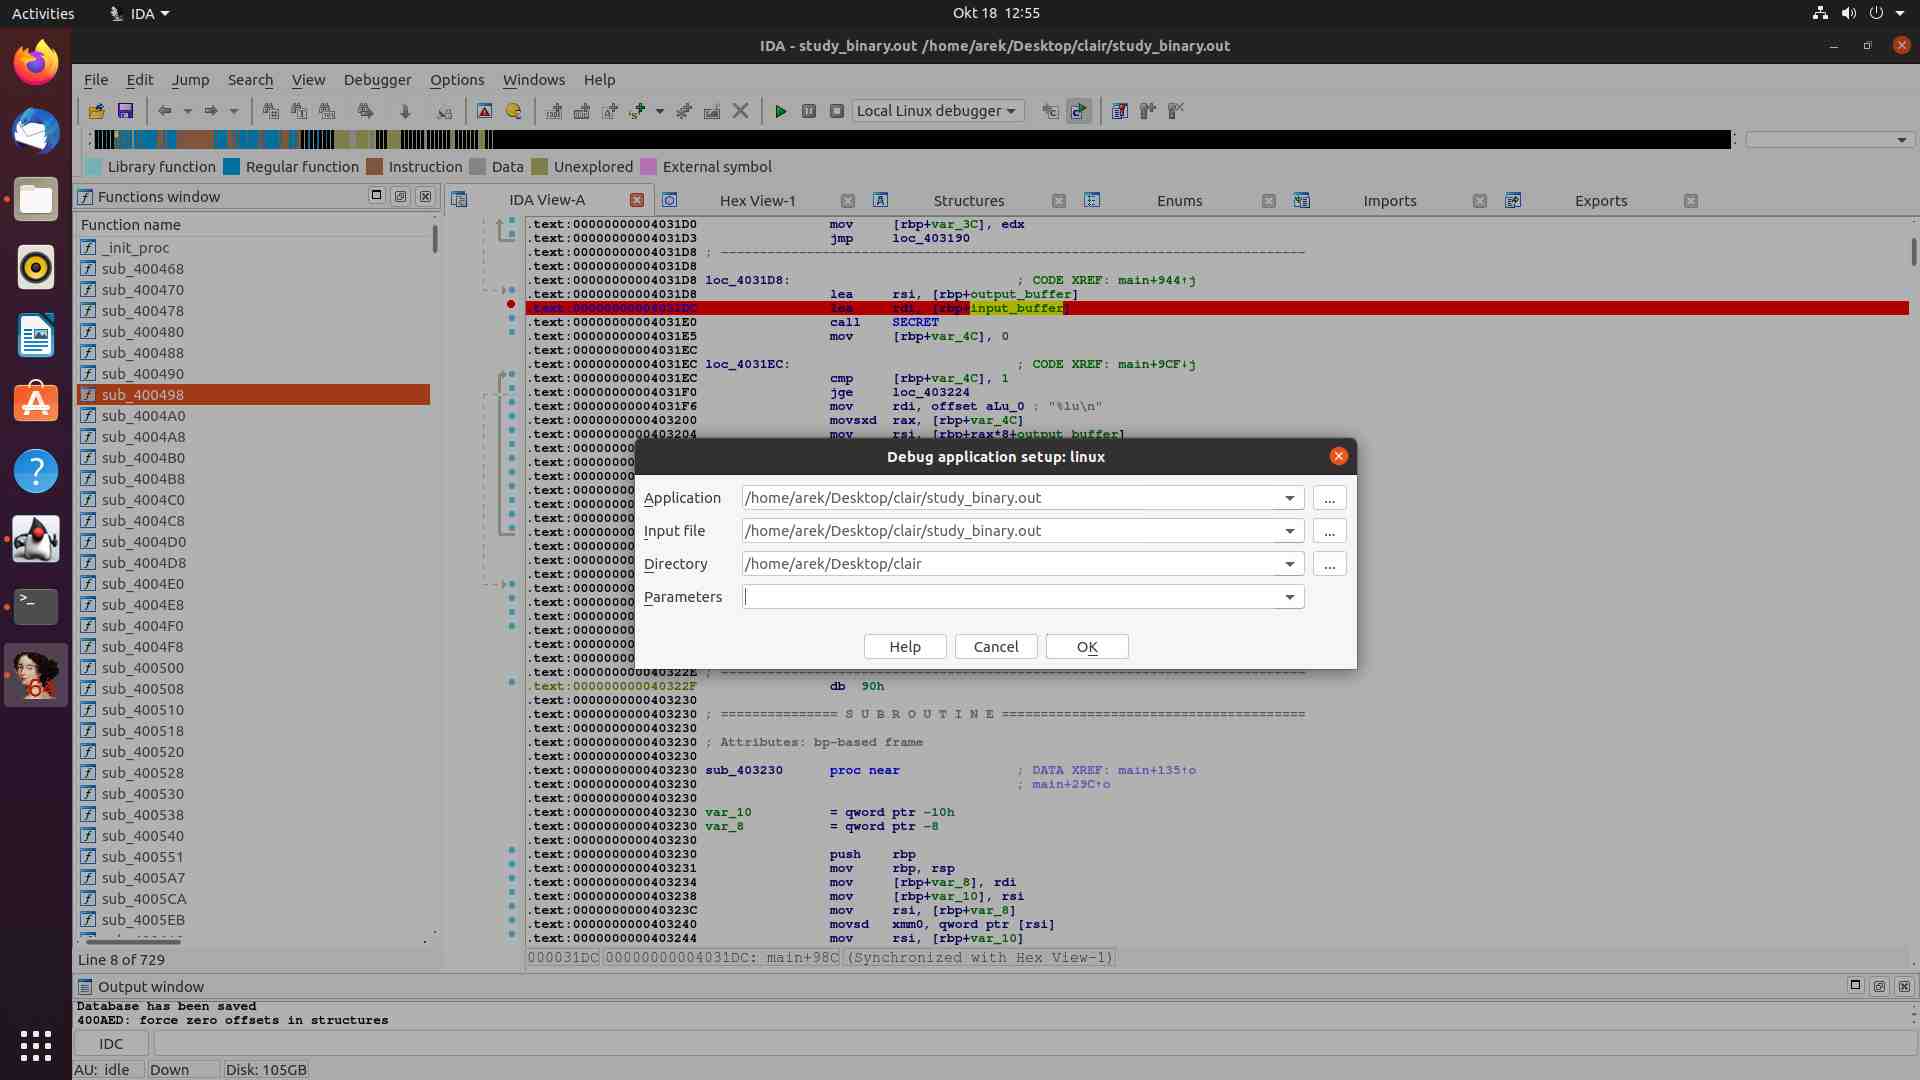 Activities
IDA
Okt 18 12:55
IDA - study_binary.out /home/arek/Desktop/clair/study_binary.out
File Edit Jump Search View Debugger Options Windows Help
Local Linux debugger
Library function Regular function Instruction Data Unexplored External symbol
Functions window
Function name
_init_proc
sub_400468
sub_400470
sub_400478
sub_400480
sub_400488
sub_400490
sub_400498
sub_4004A0
sub_4004A8
sub_4004B0
sub_4004B8
sub_4004C0
sub_4004C8
sub_4004D0
sub_4004D8
sub_4004E0
sub_4004E8
sub_4004F0
sub_4004F8
sub_400500
sub_400508
sub_400510
sub_400518
sub_400520
sub_400528
sub_400530
sub_400538
sub_400540
sub_400551
sub_4005A7
sub_4005CA
sub_4005EB
Line 8 of 729
IDA View-A Hex View-1 Structures Enums Imports Exports
.text:00000000004031D0 mov [rbp+var_3C], edx
.text:00000000004031D3 jmp loc_403190
.text:00000000004031D8 ; ---------------------------------------------------------------------------
.text:00000000004031D8
.text:00000000004031D8 loc_4031D8: ; CODE XREF: main+944↑j
.text:00000000004031D8 lea rsi, [rbp+output_buffer]
.text:00000000004031DC lea rdi, [rbp+input_buffer]
.text:00000000004031E0 call SECRET
.text:00000000004031E5 mov [rbp+var_4C], 0
.text:00000000004031EC
.text:00000000004031EC loc_4031EC: ; CODE XREF: main+9CF↓j
.text:00000000004031EC cmp [rbp+var_4C], 1
.text:00000000004031F0 jge loc_403224
.text:00000000004031F6 mov rdi, offset aLu_0 ; "%lu\n"
.text:0000000000403200 movsxd rax, [rbp+var_4C]
.text:0000000000403204 mov rsi, [rbp+rax*8+output_buffer]
Debug application setup: linux
Application /home/arek/Desktop/clair/study_binary.out ...
Input file /home/arek/Desktop/clair/study_binary.out ...
Directory /home/arek/Desktop/clair ...
Parameters
Help Cancel OK
.text:000000000040322E ; ---------------------------------------------------------------------------
.text:000000000040322F db 90h
.text:0000000000403230
.text:0000000000403230 ; =============== S U B R O U T I N E =======================================
.text:0000000000403230
.text:0000000000403230 ; Attributes: bp-based frame
.text:0000000000403230
.text:0000000000403230 sub_403230 proc near ; DATA XREF: main+135↑o
.text:0000000000403230 ; main+29C↑o
.text:0000000000403230
.text:0000000000403230 var_10 = qword ptr -10h
.text:0000000000403230 var_8 = qword ptr -8
.text:0000000000403230
.text:0000000000403230 push rbp
.text:0000000000403231 mov rbp, rsp
.text:0000000000403234 mov [rbp+var_8], rdi
.text:0000000000403238 mov [rbp+var_10], rsi
.text:000000000040323C mov rsi, [rbp+var_8]
.text:0000000000403240 movsd xmm0, qword ptr [rsi]
.text:0000000000403244 mov rsi, [rbp+var_10]
000031DC 00000000004031DC: main+98C (Synchronized with Hex View-1)
Output window
Database has been saved
400AED: force zero offsets in structures
IDC
AU: idle Down Disk: 105GB
64